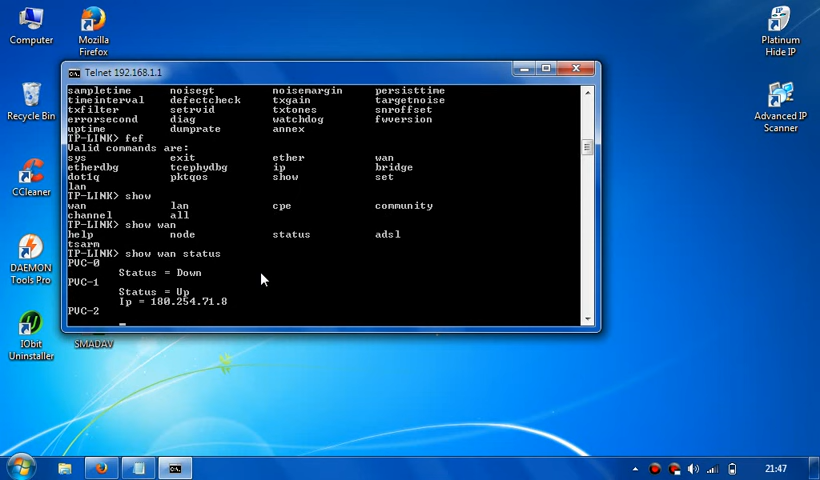 Computer
Mozilla
Firefox
Platinum
Hide IP
Recycle Bin
Advanced IP
Scanner
CCleaner
DAEMON
Tools Pro
IObit
Uninstaller
SMADAV
Telnet 192.168.1.1
sampletime noisegt noisemargin persisttime
timeinterval defectcheck txgain targetnoise
txfilter setrvid txtones snroffset
errorsecond diag watchdog fwversion
uptime dumprate annex
TP-LINK> fef
Valid commands are:
sys exit ether wan
etherdbg tcephydbg ip bridge
dot1q pktqos show set
lan
TP-LINK> show
wan lan cpe community
channel all
TP-LINK> show wan
help node status adsl
tsarm
TP-LINK> show wan status
PVC-0
Status = Down
PVC-1
Status = Up
Ip = 180.254.71.8
PVC-2
21:47